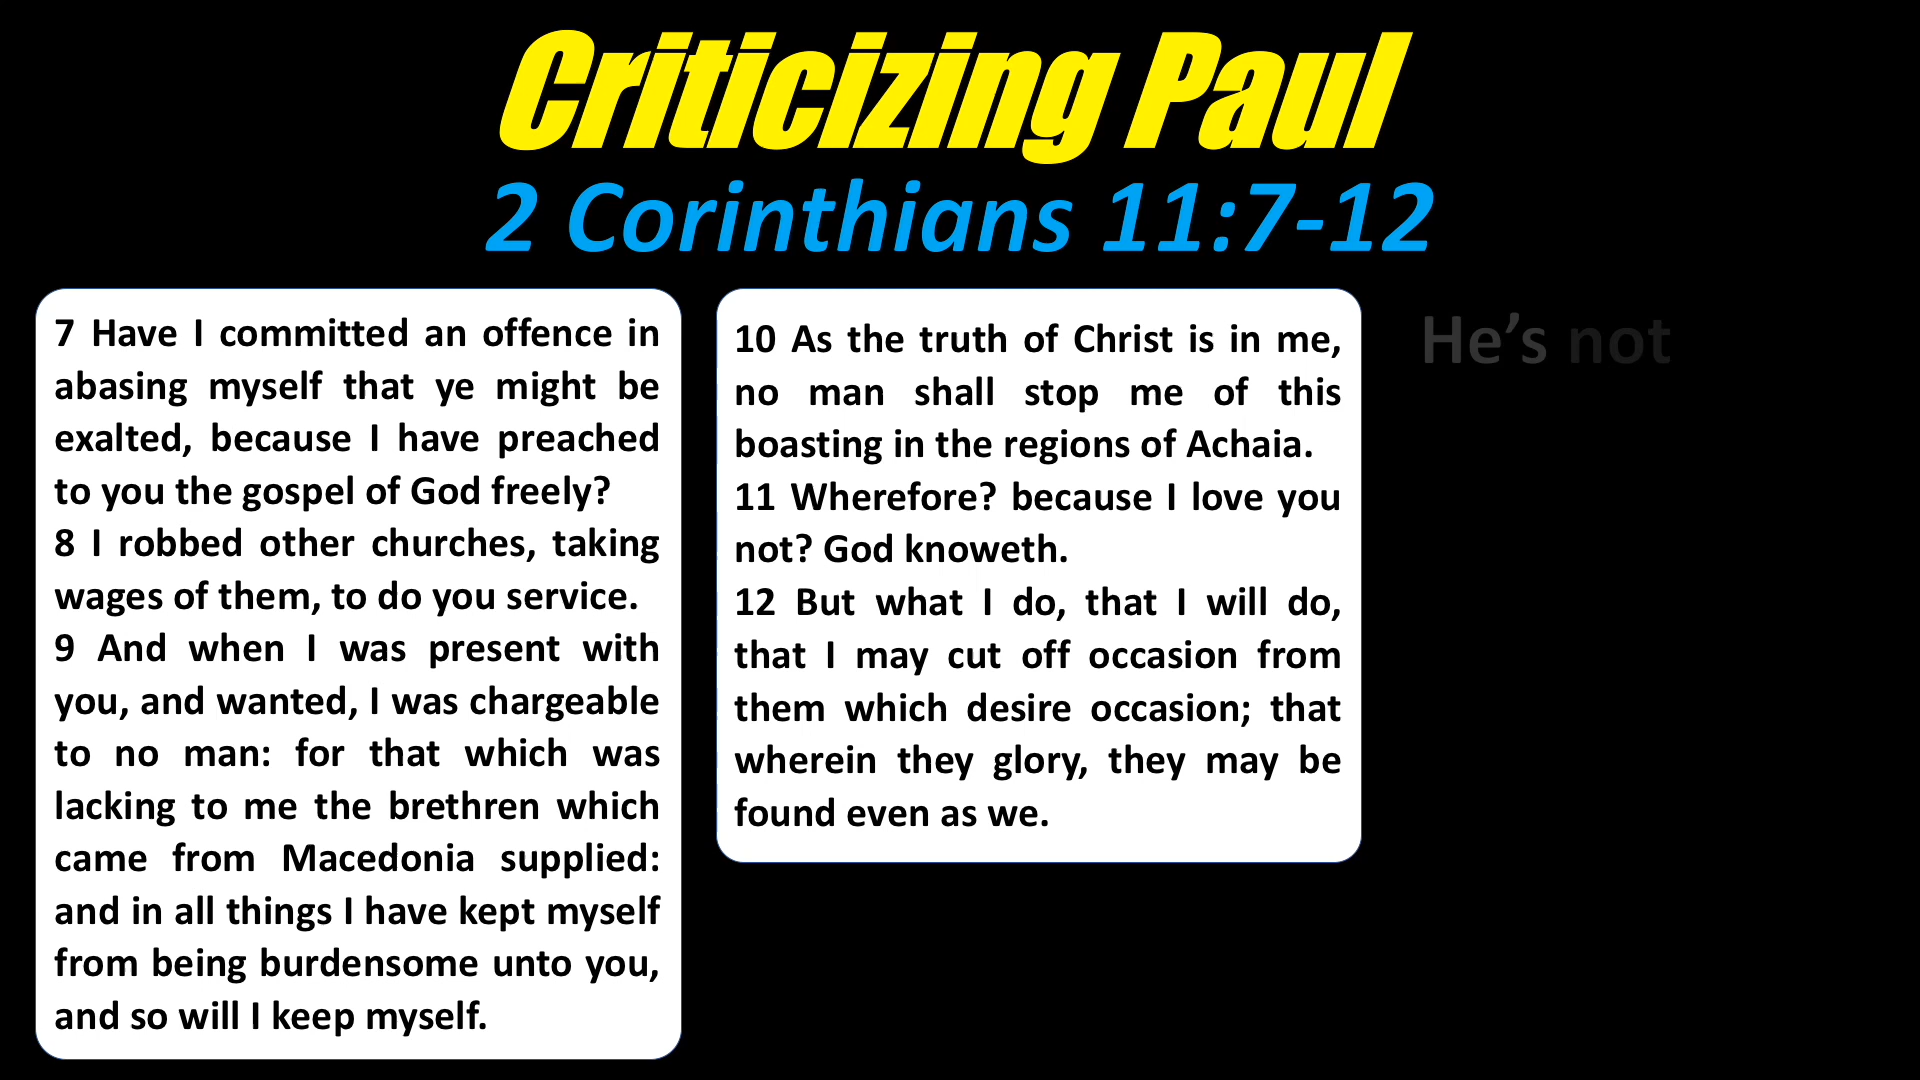 Criticizing Paul
2 Corinthians 11:7-12
7 Have I committed an offence in
abasing myself that ye might be
exalted, because I have preached
to you the gospel of God freely?
8 I robbed other churches, taking
wages of them, to do you service.
9 And when I was present with
you, and wanted, I was chargeable
to no man: for that which was
lacking to me the brethren which
came from Macedonia supplied:
and in all things I have kept myself
from being burdensome unto you,
and so will I keep myself.
10 As the truth of Christ is in me,
no man shall stop me of this
boasting in the regions of Achaia.
11 Wherefore? because I love you
not? God knoweth.
12 But what I do, that I will do,
that I may cut off occasion from
them which desire occasion; that
wherein they glory, they may be
found even as we.
He’s not